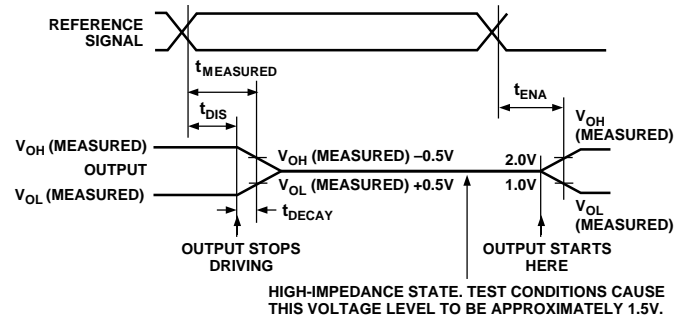 REFERENCE
SIGNAL
tMEASURED
tDIS
tENA
VOH (MEASURED)
OUTPUT
VOL (MEASURED)
VOH (MEASURED) –0.5V
VOL (MEASURED) +0.5V
2.0V
1.0V
VOH
(MEASURED)
VOL
(MEASURED)
tDECAY
OUTPUT STOPS
DRIVING
OUTPUT STARTS
HERE
HIGH-IMPEDANCE STATE. TEST CONDITIONS CAUSE
THIS VOLTAGE LEVEL TO BE APPROXIMATELY 1.5V.